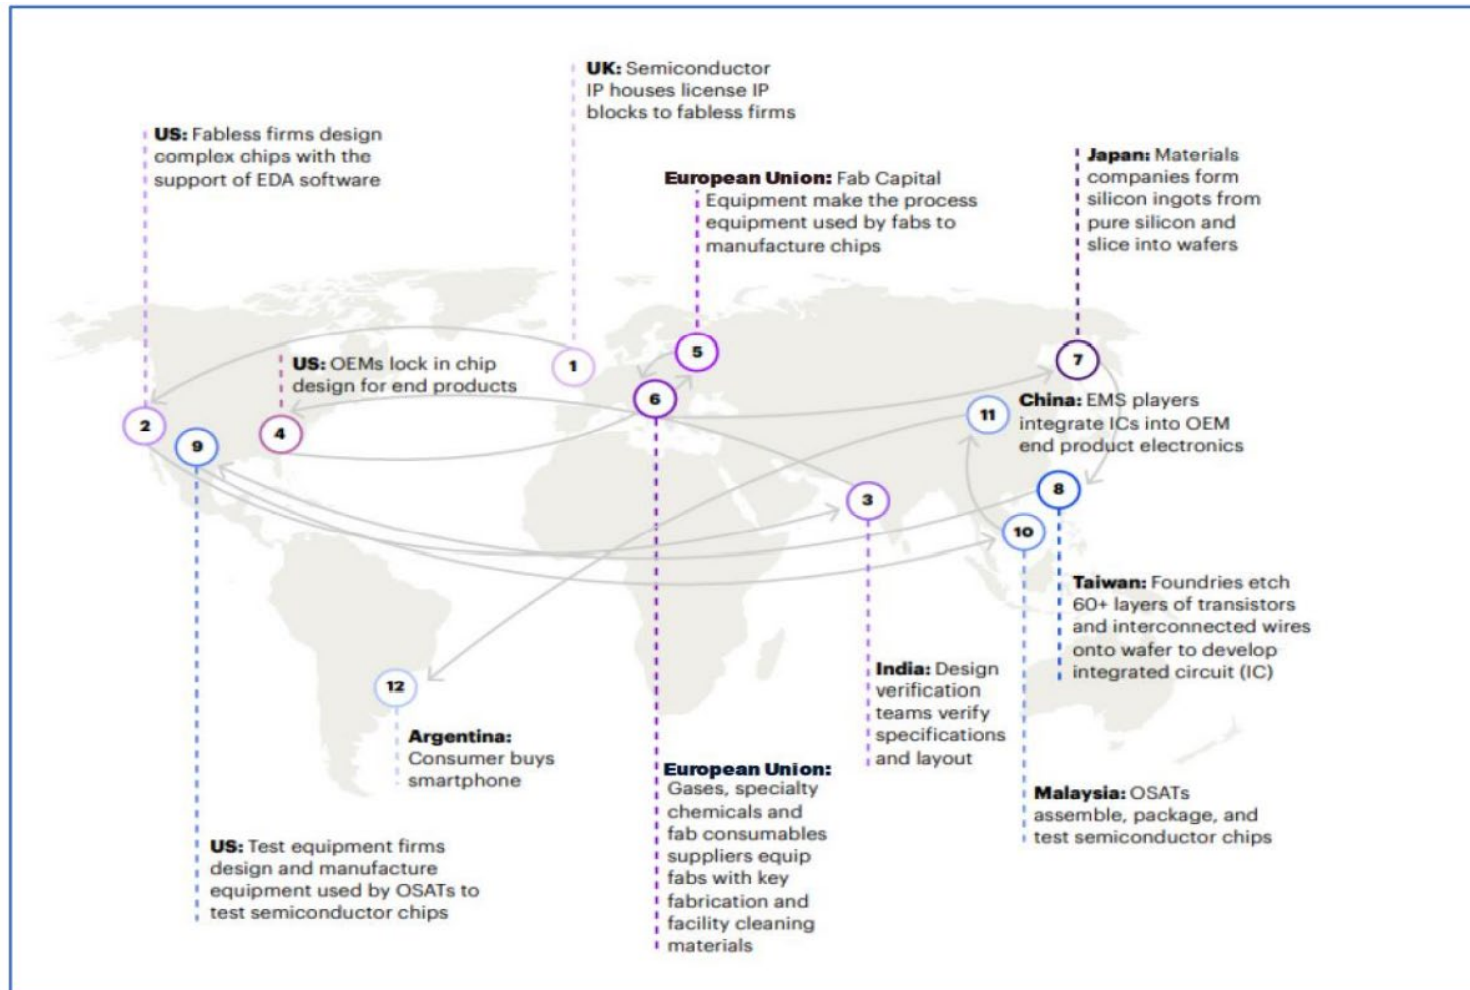 UK: Semiconductor
IP houses license IP
blocks to fabless firms
US: Fabless firms design
complex chips with the
support of EDA software
European Union: Fab Capital
Equipment make the process
equipment used by fabs to
manufacture chips
Japan: Materials
companies form
silicon ingots from
pure silicon and
slice into wafers
US: OEMs lock in chip
design for end products
1
5
7
6
2
9
4
11
China: EMS players
integrate ICs into OEM
end product electronics
3
8
10
Taiwan: Foundries etch
60+ layers of transistors
and interconnected wires
onto wafer to develop
integrated circuit (IC)
12
India: Design
verification
teams verify
specifications
and layout
Argentina:
Consumer buys
smartphone
European Union:
Gases, specialty
chemicals and
fab consumables
suppliers equip
fabs with key
fabrication and
facility cleaning
materials
Malaysia: OSATs
assemble, package, and
test semiconductor chips
US: Test equipment firms
design and manufacture
equipment used by OSATs to
test semiconductor chips